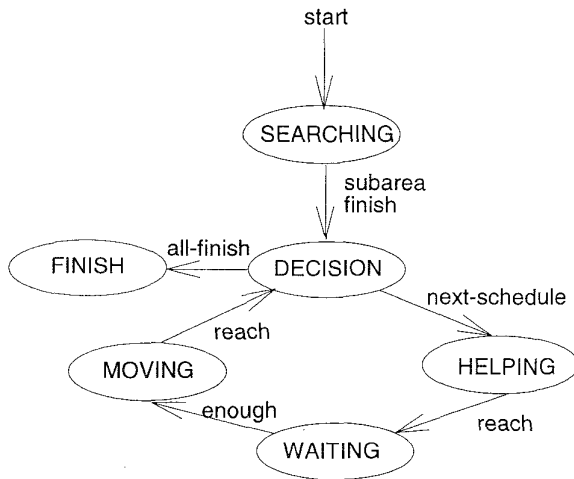 start
SEARCHING
subarea
finish
all-finish
FINISH
DECISION
next-schedule
reach
MOVING
HELPING
enough
reach
WAITING